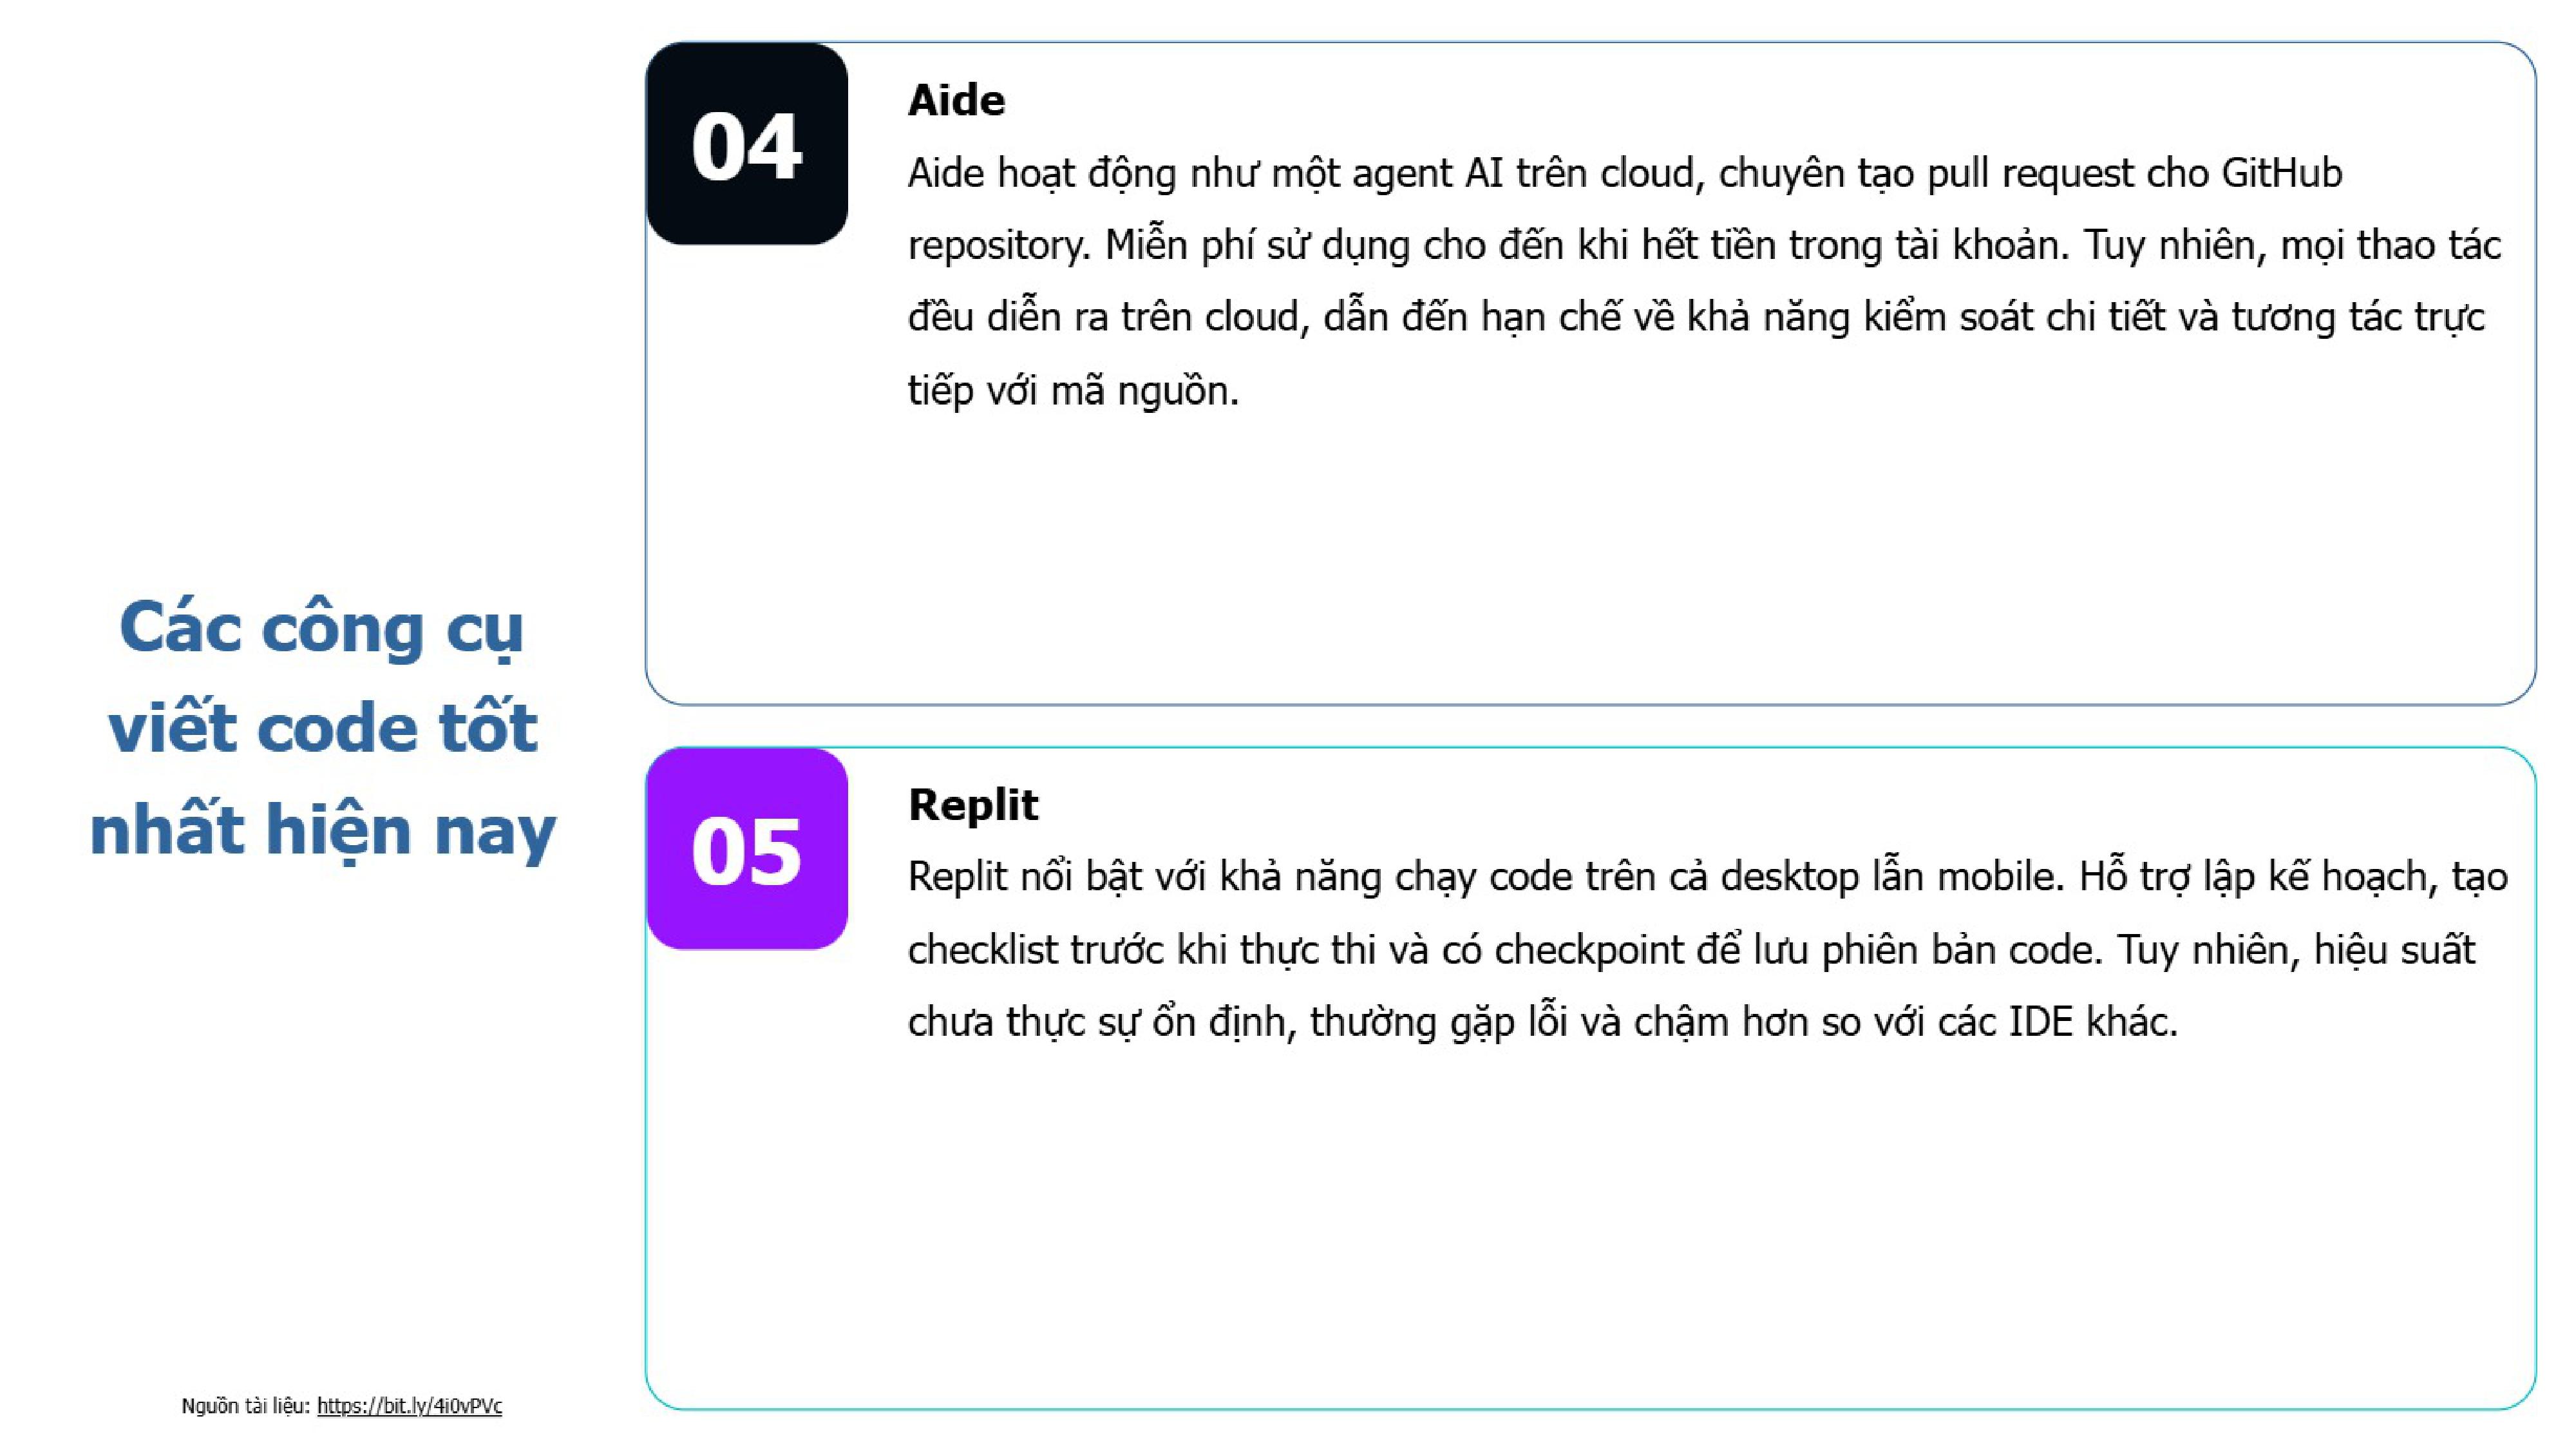 Các công cụ
viết code tốt
nhất hiện nay
04
Aide
Aide hoạt động như một agent AI trên cloud, chuyên tạo pull request cho GitHub
repository. Miễn phí sử dụng cho đến khi hết tiền trong tài khoản. Tuy nhiên, mọi thao tác
đều diễn ra trên cloud, dẫn đến hạn chế về khả năng kiểm soát chi tiết và tương tác trực
tiếp với mã nguồn.
05
Replit
Replit nổi bật với khả năng chạy code trên cả desktop lẫn mobile. Hỗ trợ lập kế hoạch, tạo
checklist trước khi thực thi và có checkpoint để lưu phiên bản code. Tuy nhiên, hiệu suất
chưa thực sự ổn định, thường gặp lỗi và chậm hơn so với các IDE khác.
Nguồn tài liệu: https://bit.ly/4i0vPVc